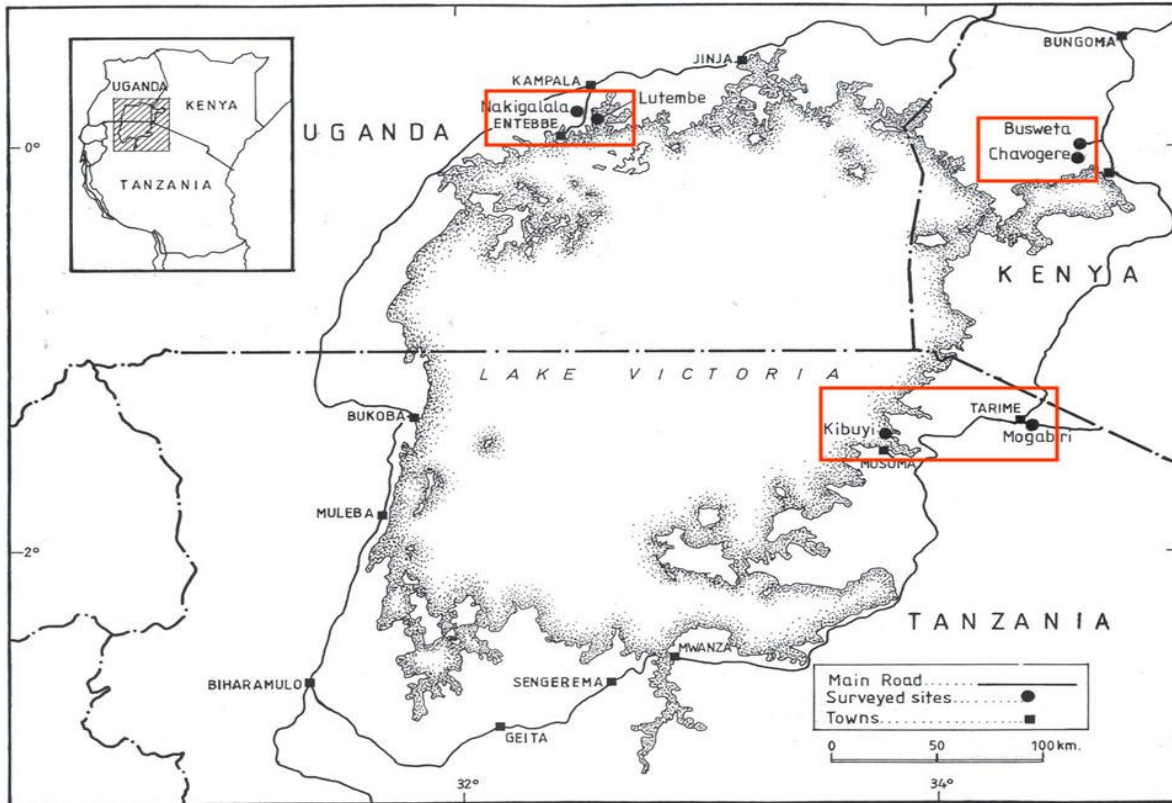 UGANDA
KENYA
TANZANIA
KAMPALA
JINJA
BUNGOMA
Nakigalala
Lutembe
ENTEBBE
UGANDA
Busweta
Chavogere
0°
KENYA
LAKE VICTORIA
BUKOBA
TARIME
Kibuyi
Mogabiri
MUSOMA
MULEBA
2°
TANZANIA
MWANZA
BIHARAMULO
SENGEREMA
GEITA
Main Road
Surveyed sites
Towns
0 50 100 km.
32°
34°